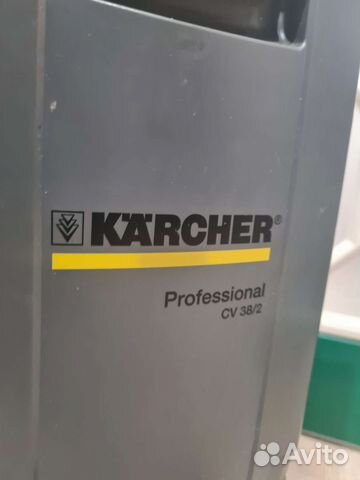 KÄRCHER®
Professional
CV 38/2
Avito